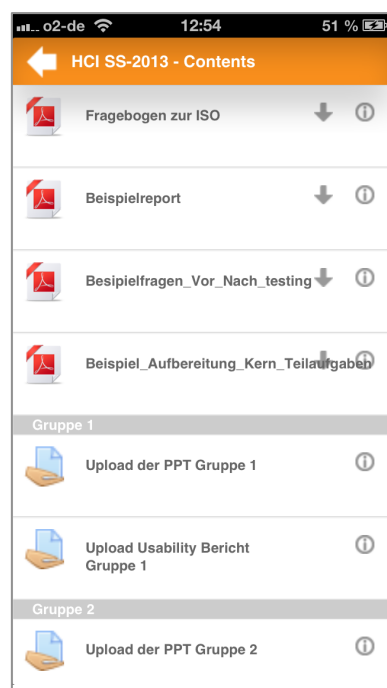 o2-de 12:54 51 %
HCI SS-2013 - Contents
Fragebogen zur ISO
Beispielreport
Besipielfragen_Vor_Nach_testing
Beispiel_Aufbereitung_Kern_Teilaufgaben
Gruppe 1
Upload der PPT Gruppe 1
Upload Usability Bericht
Gruppe 1
Gruppe 2
Upload der PPT Gruppe 2